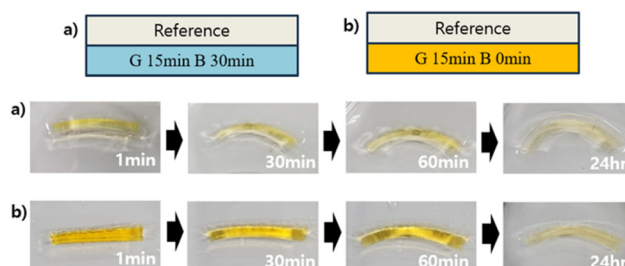 a)
Reference
G 15min B 30min
b)
Reference
G 15min B 0min
a)
1min
30min
60min
24hr
b)
1min
30min
60min
24hr